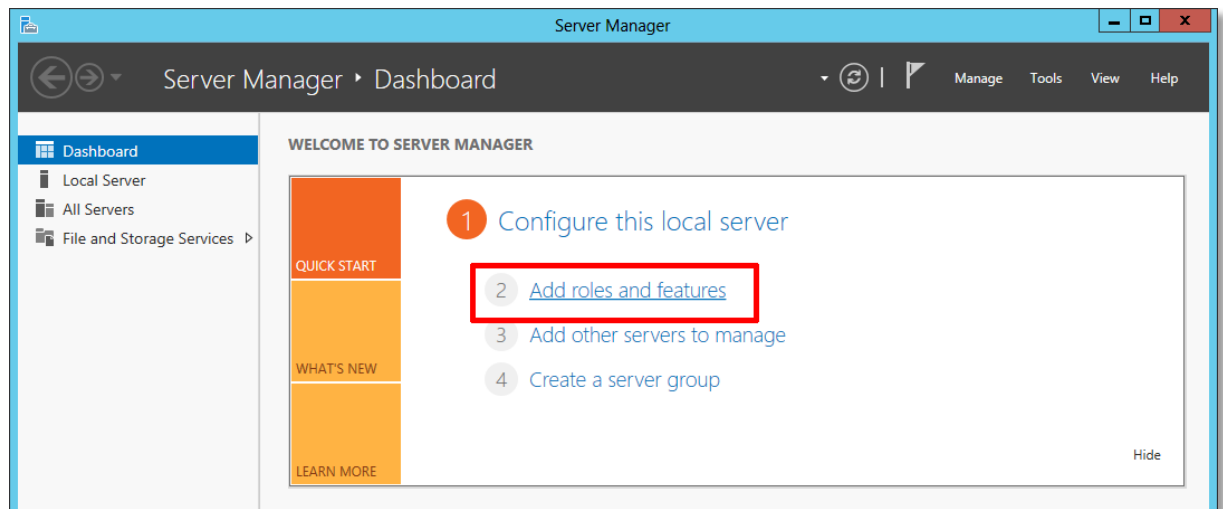 Server Manager
Server Manager ‣ Dashboard
Manage Tools View Help
Dashboard
Local Server
All Servers
File and Storage Services
WELCOME TO SERVER MANAGER
QUICK START
WHAT'S NEW
LEARN MORE
1 Configure this local server
2 Add roles and features
3 Add other servers to manage
4 Create a server group
Hide